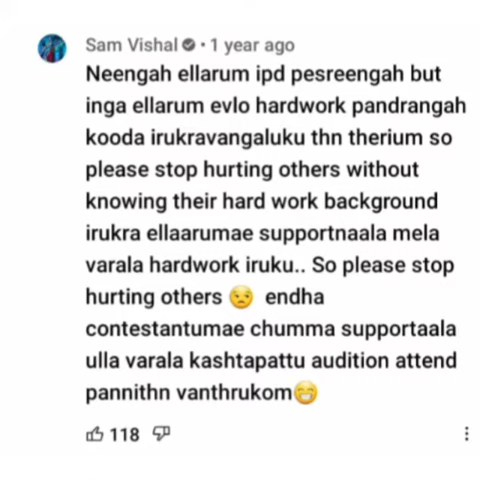 Sam Vishal • 1 year ago
Neengah ellarum ipd pesreengah but
inga ellarum evlo hardwork pandrangah
kooda irukravangaluku thn therium so
please stop hurting others without
knowing their hard work background
irukra ellaarumae supportnaala mela
varala hardwork iruku.. So please stop
hurting others 😒 endha
contestantumae chumma supportaala
ulla varala kashtapattu audition attend
pannithn vanthrukom😁
118